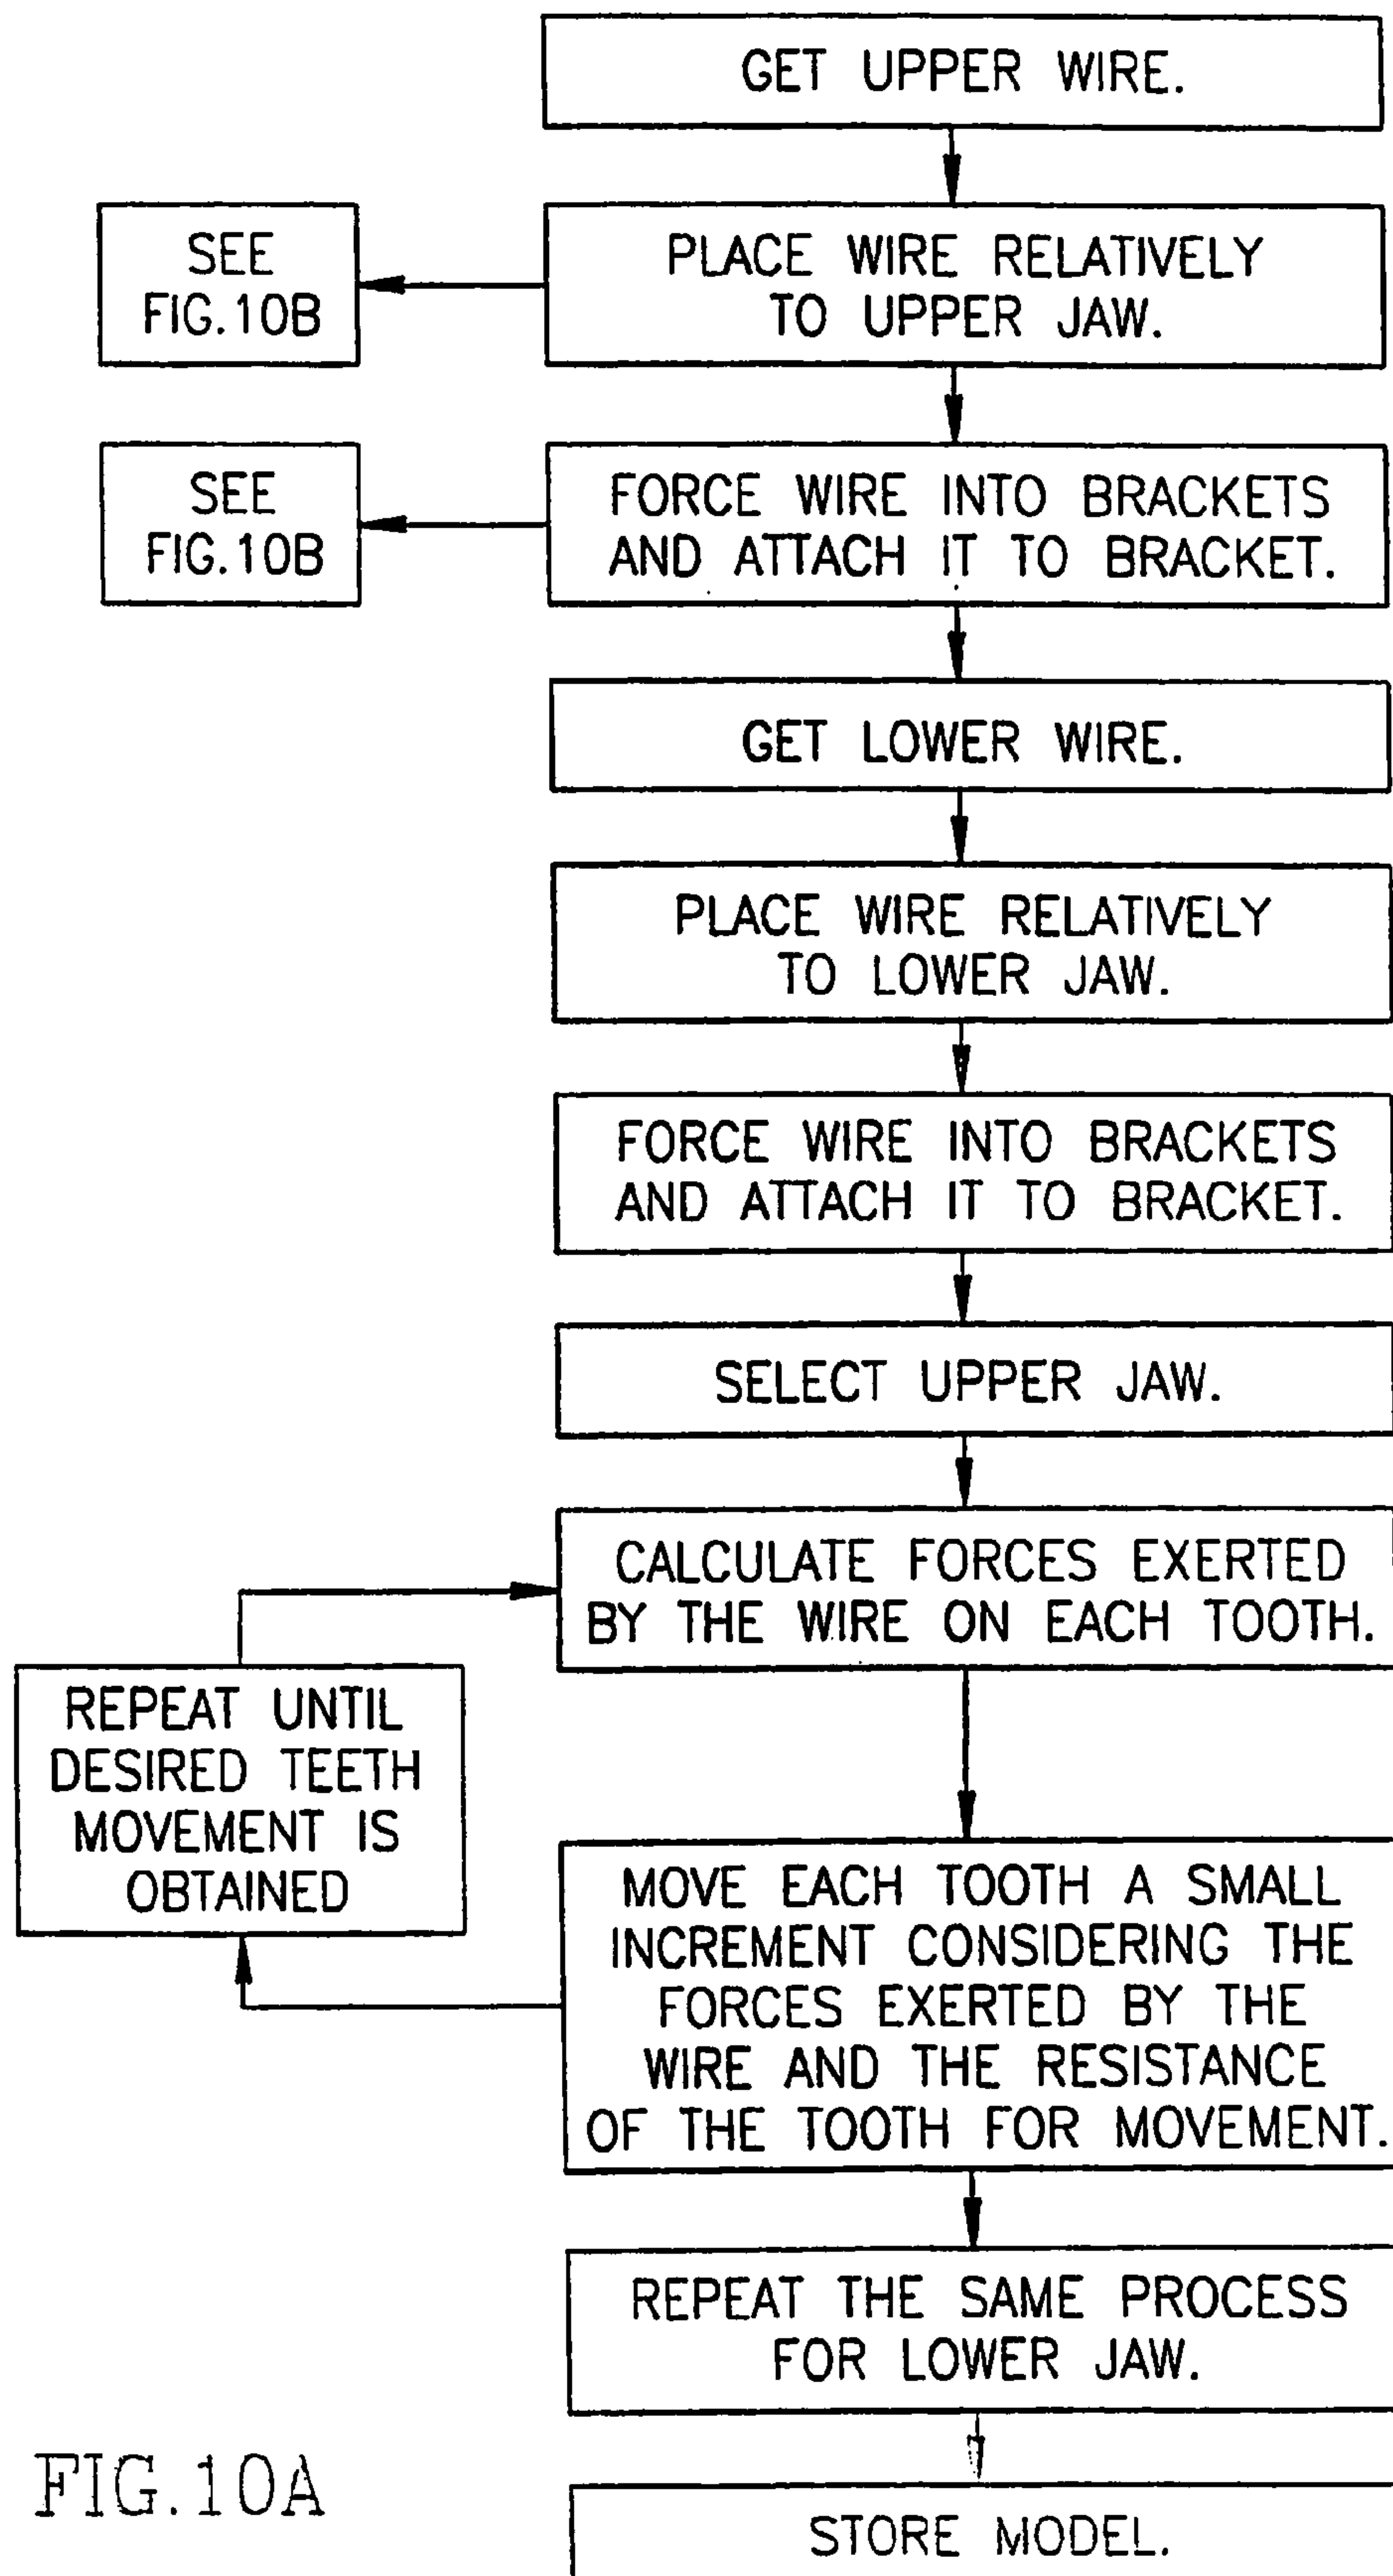 GET UPPER WIRE.
SEE
FIG.10B
PLACE WIRE RELATIVELY
TO UPPER JAW.
SEE
FIG.10B
FORCE WIRE INTO BRACKETS
AND ATTACH IT TO BRACKET.
GET LOWER WIRE.
PLACE WIRE RELATIVELY
TO LOWER JAW.
FORCE WIRE INTO BRACKETS
AND ATTACH IT TO BRACKET.
SELECT UPPER JAW.
CALCULATE FORCES EXERTED
BY THE WIRE ON EACH TOOTH.
REPEAT UNTIL
DESIRED TEETH
MOVEMENT IS
OBTAINED
MOVE EACH TOOTH A SMALL
INCREMENT CONSIDERING THE
FORCES EXERTED BY THE
WIRE AND THE RESISTANCE
OF THE TOOTH FOR MOVEMENT.
REPEAT THE SAME PROCESS
FOR LOWER JAW.
FIG.10A
STORE MODEL.